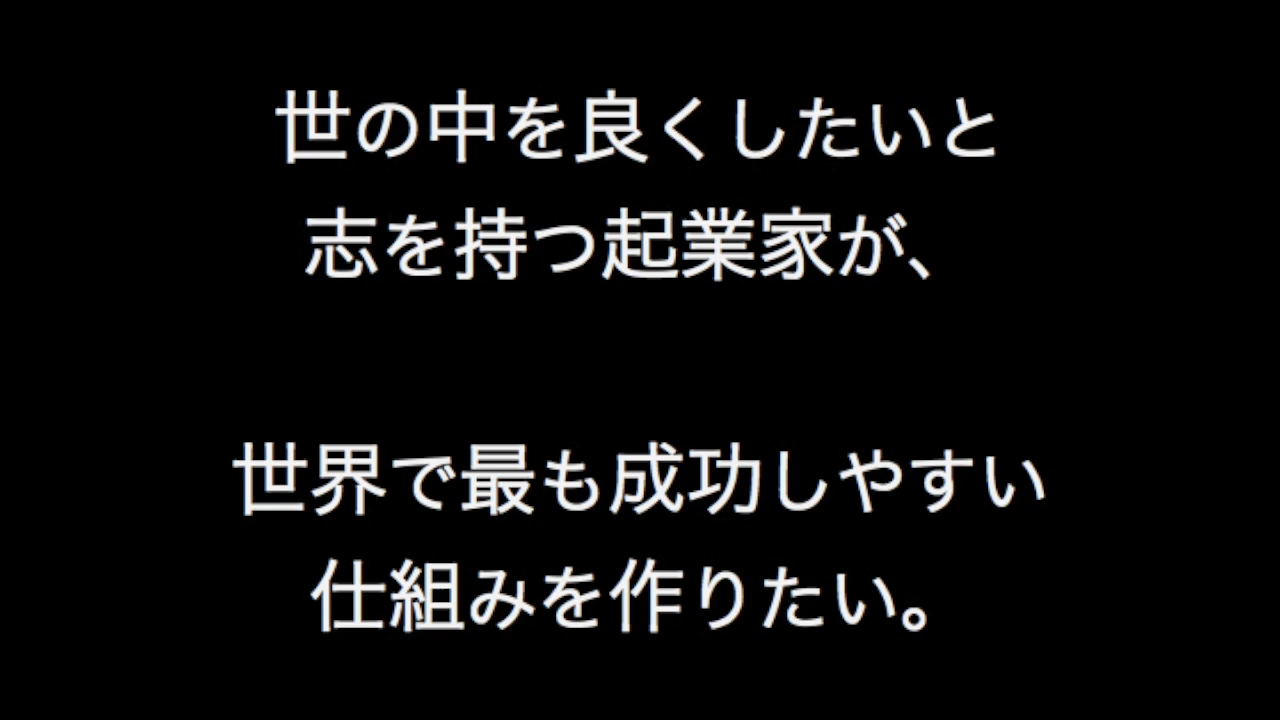 世の中を良くしたいと
志を持つ起業家が、
世界で最も成功しやすい
仕組みを作りたい。